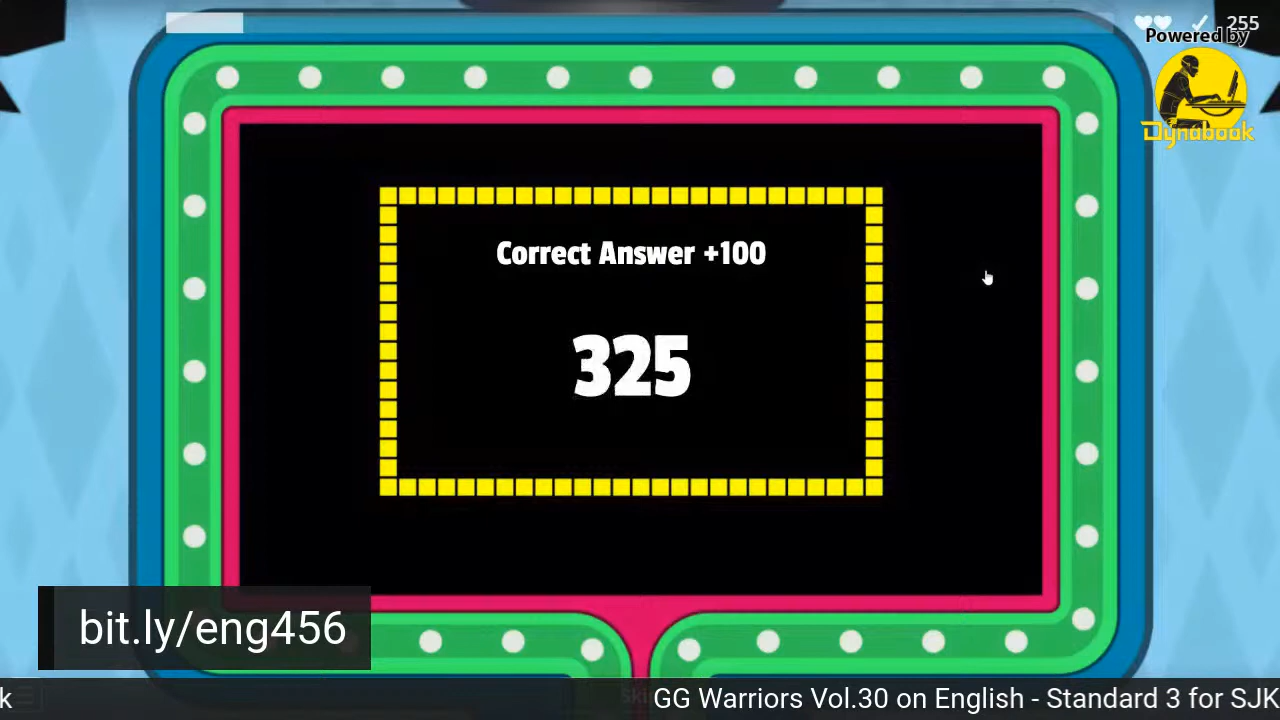 255
Powered by
Dynabook
Correct Answer +100
325
bit.ly/eng456
k
GG Warriors Vol.30 on English - Standard 3 for SJK